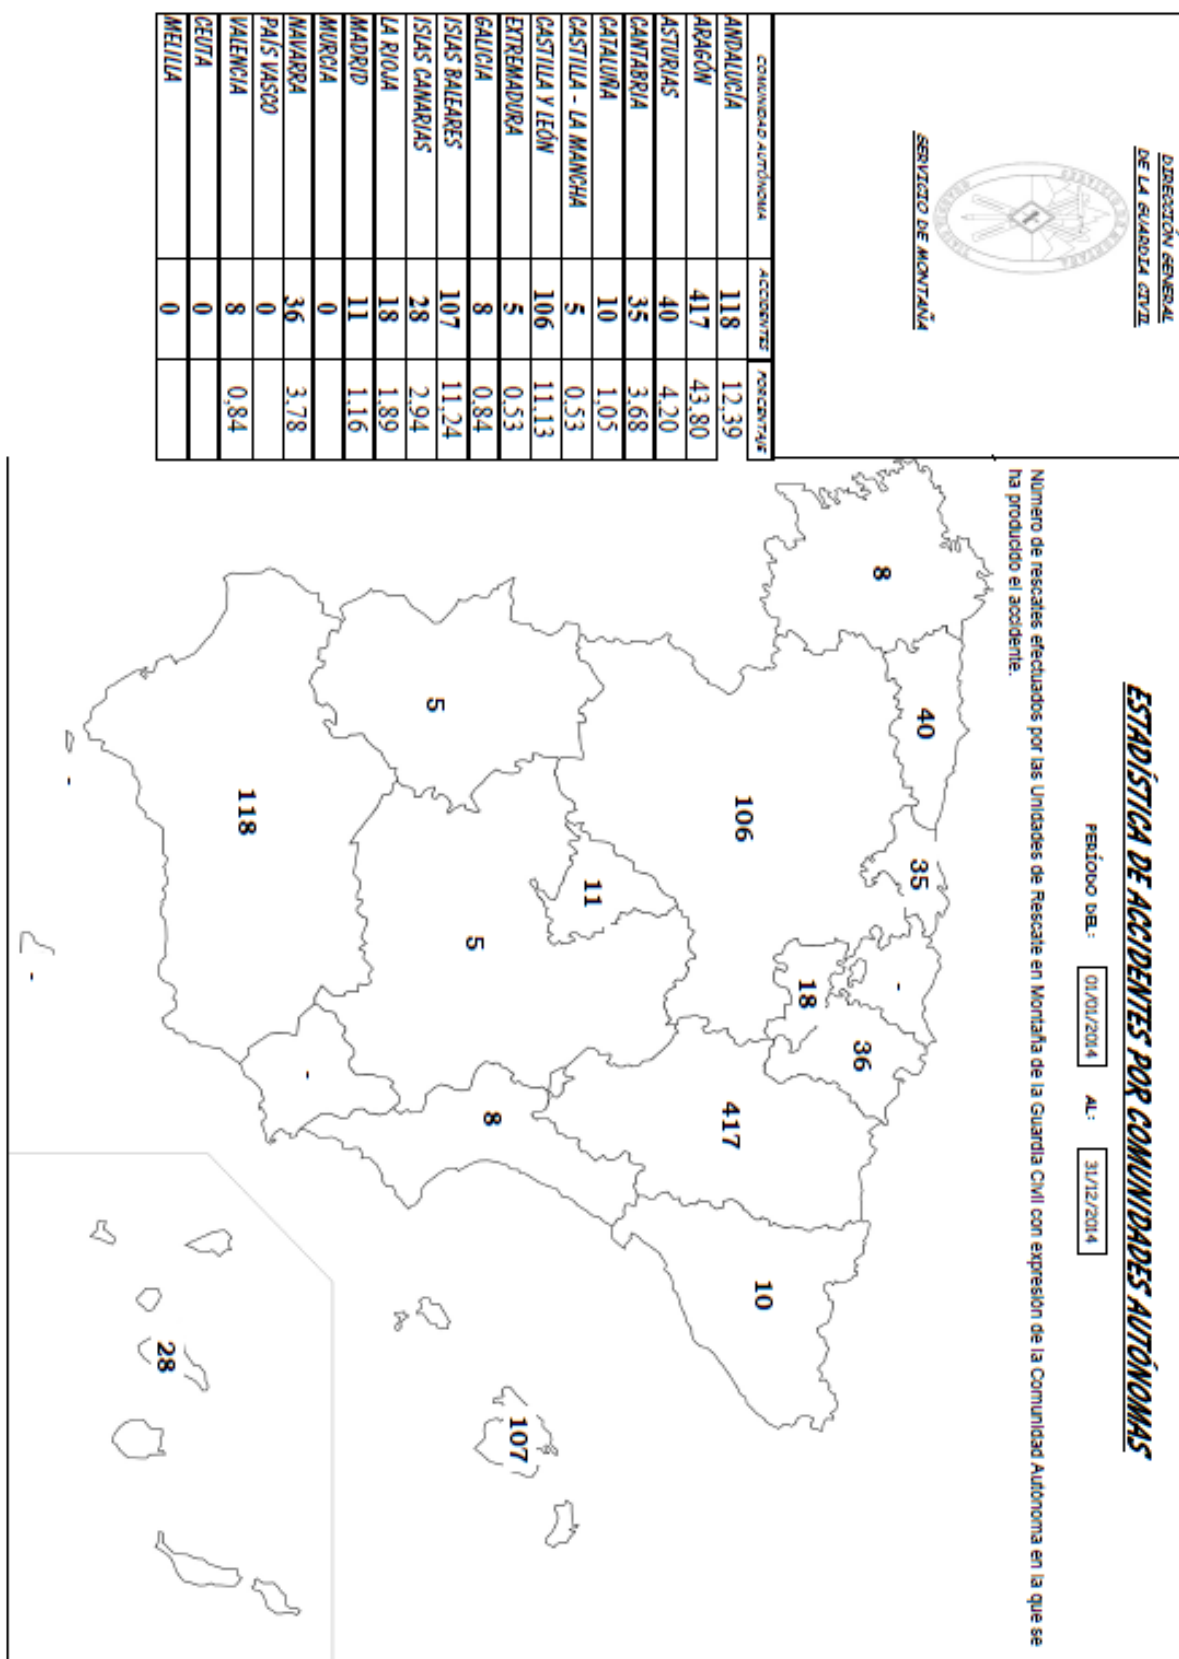 DIRECCIÓN GENERAL
DE LA GUARDIA CIVIL
SERVICIO DE MONTAÑA
ESTADÍSTICA DE ACCIDENTES POR COMUNIDADES AUTÓNOMAS
PERÍODO DEL: 01/01/2014 AL: 31/12/2014
Número de rescates efectuados por las Unidades de Rescate en Montaña de la Guardia Civil con expresión de la Comunidad Autónoma en la que se
ha producido el accidente.
COMUNIDAD AUTÓNOMA ACCIDENTES PORCENTAJE
ANDALUCÍA 118 12,39
ARAGÓN 417 43,80
ASTURIAS 40 4,20
CANTABRIA 35 3,68
CATALUÑA 10 1,05
CASTILLA - LA MANCHA 5 0,53
CASTILLA Y LEÓN 106 11,13
EXTREMADURA 5 0,53
GALICIA 8 0,84
ISLAS BALEARES 107 11,24
ISLAS CANARIAS 28 2,94
LA RIOJA 18 1,89
MADRID 11 1,16
MURCIA 0
NAVARRA 36 3,78
PAÍS VASCO 0
VALENCIA 8 0,84
CEUTA 0
MELILLA 0
8
40
35
-
36
18
106
417
10
11
5
5
8
107
118
-
-
-
28